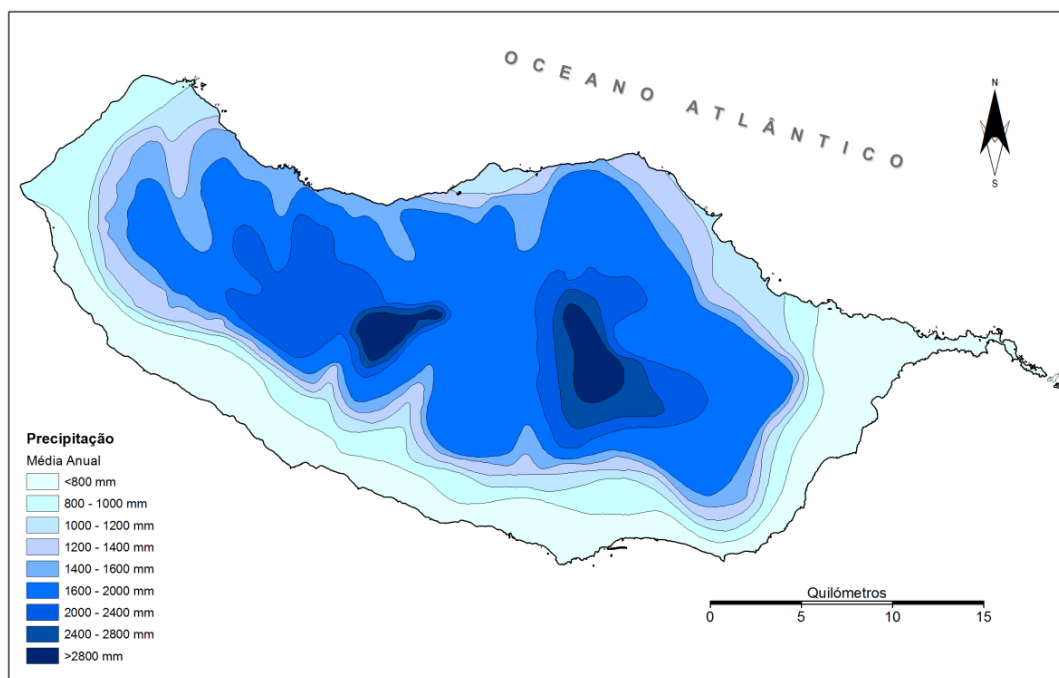 OCEANO ATLÂNTICO
N
S
Precipitação
Média Anual
<800 mm
800 - 1000 mm
1000 - 1200 mm
1200 - 1400 mm
1400 - 1600 mm
1600 - 2000 mm
2000 - 2400 mm
2400 - 2800 mm
>2800 mm
Quilómetros
0 5 10 15